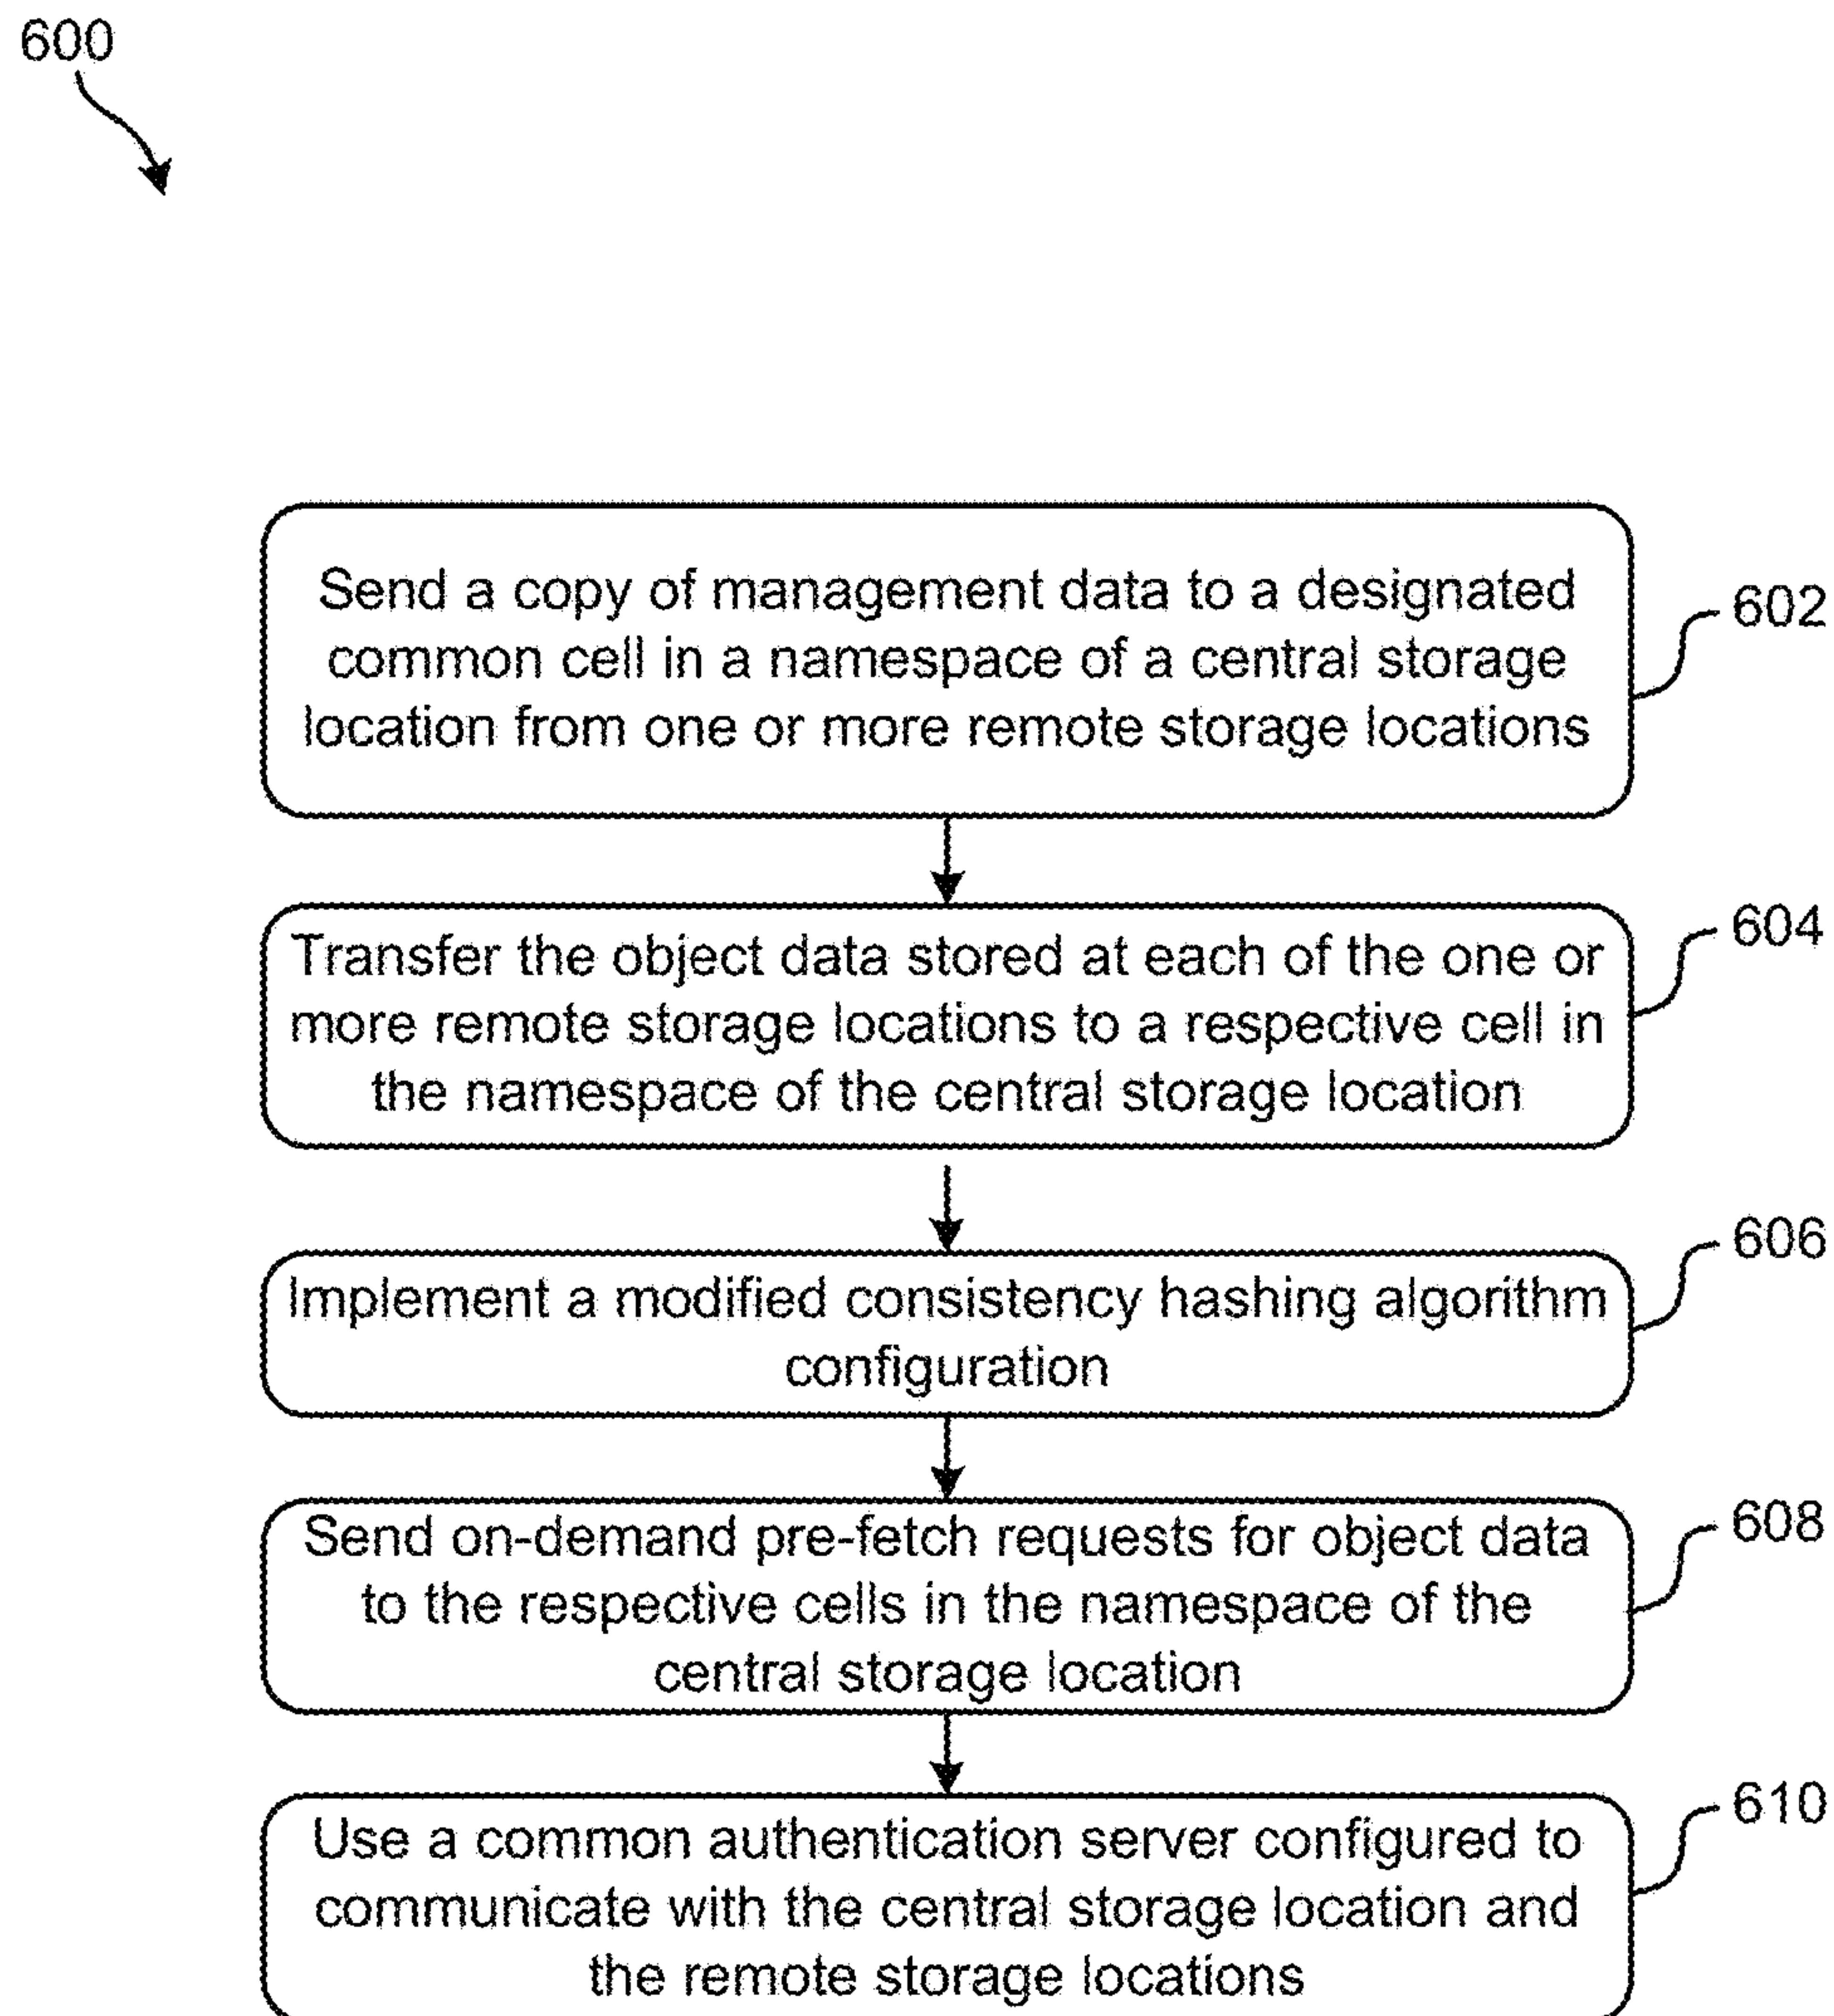 600
Send a copy of management data to a designated
common cell in a namespace of a central storage
location from one or more remote storage locations
602
Transfer the object data stored at each of the one or
more remote storage locations to a respective cell in
the namespace of the central storage location
604
Implement a modified consistency hashing algorithm
configuration
606
Send on-demand pre-fetch requests for object data
to the respective cells in the namespace of the
central storage location
608
Use a common authentication server configured to
communicate with the central storage location and
the remote storage locations
610